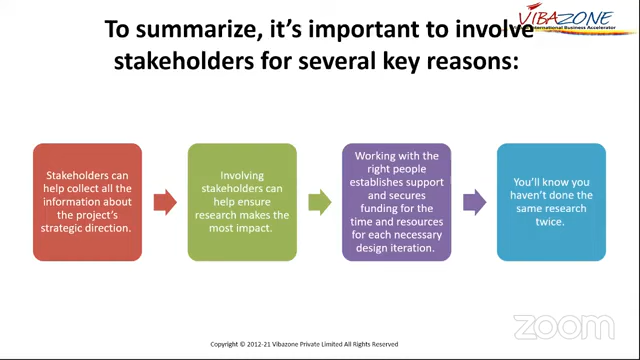 VIBAZONE
International Business Accelerator
To summarize, it's important to involve
stakeholders for several key reasons:
Stakeholders can
help collect all the
information about
the project's
strategic direction.
Involving
stakeholders can
help ensure
research makes the
most impact.
Working with the
right people
establishes support
and secures
funding for the
time and resources
for each necessary
design iteration.
You'll know you
haven't done the
same research
twice.
zoom
Copyright © 2012-21 Vibazone Private Limited All Rights Reserved